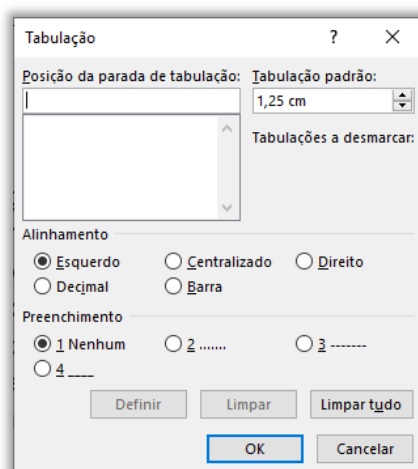 Tabulação ?
Posição da parada de tabulação: Tabulação padrão:
1,25 cm
Tabulações a desmarcar:
Alinhamento
Esquerdo Centralizado Direito
Decimal Barra
Preenchimento
1 Nenhum 2 ....... 3 -------
4 ___
Definir Limpar Limpar tudo
OK Cancelar